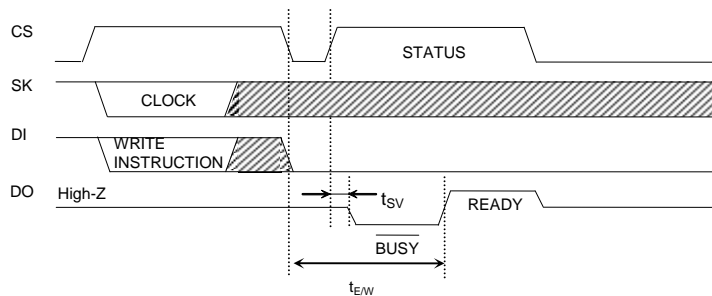 CS
STATUS
SK
CLOCK
DI
WRITE
INSTRUCTION
DO
High-Z
tSV
READY
BUSY
tE/W